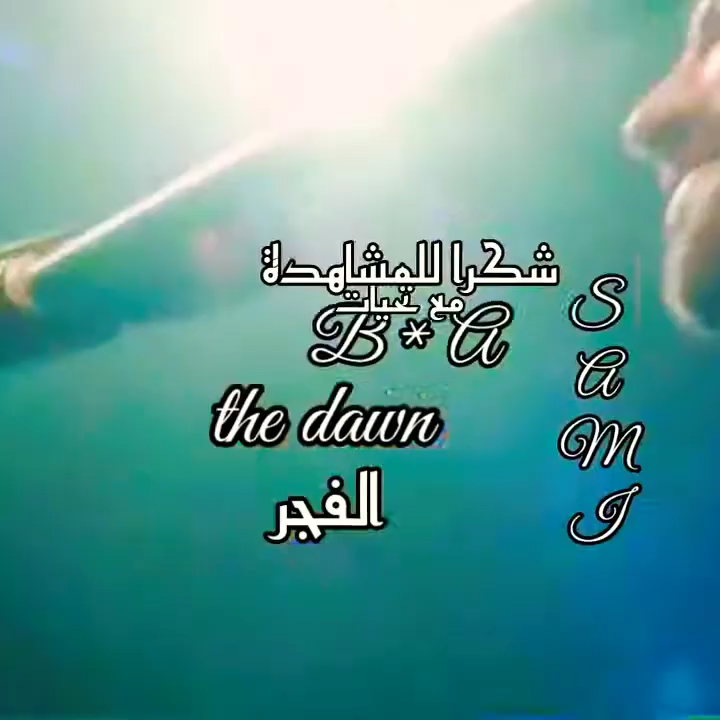 شكرا للمشاهدة
مع تحيات
B * A
the dawn
الفجر
S
A
M
I